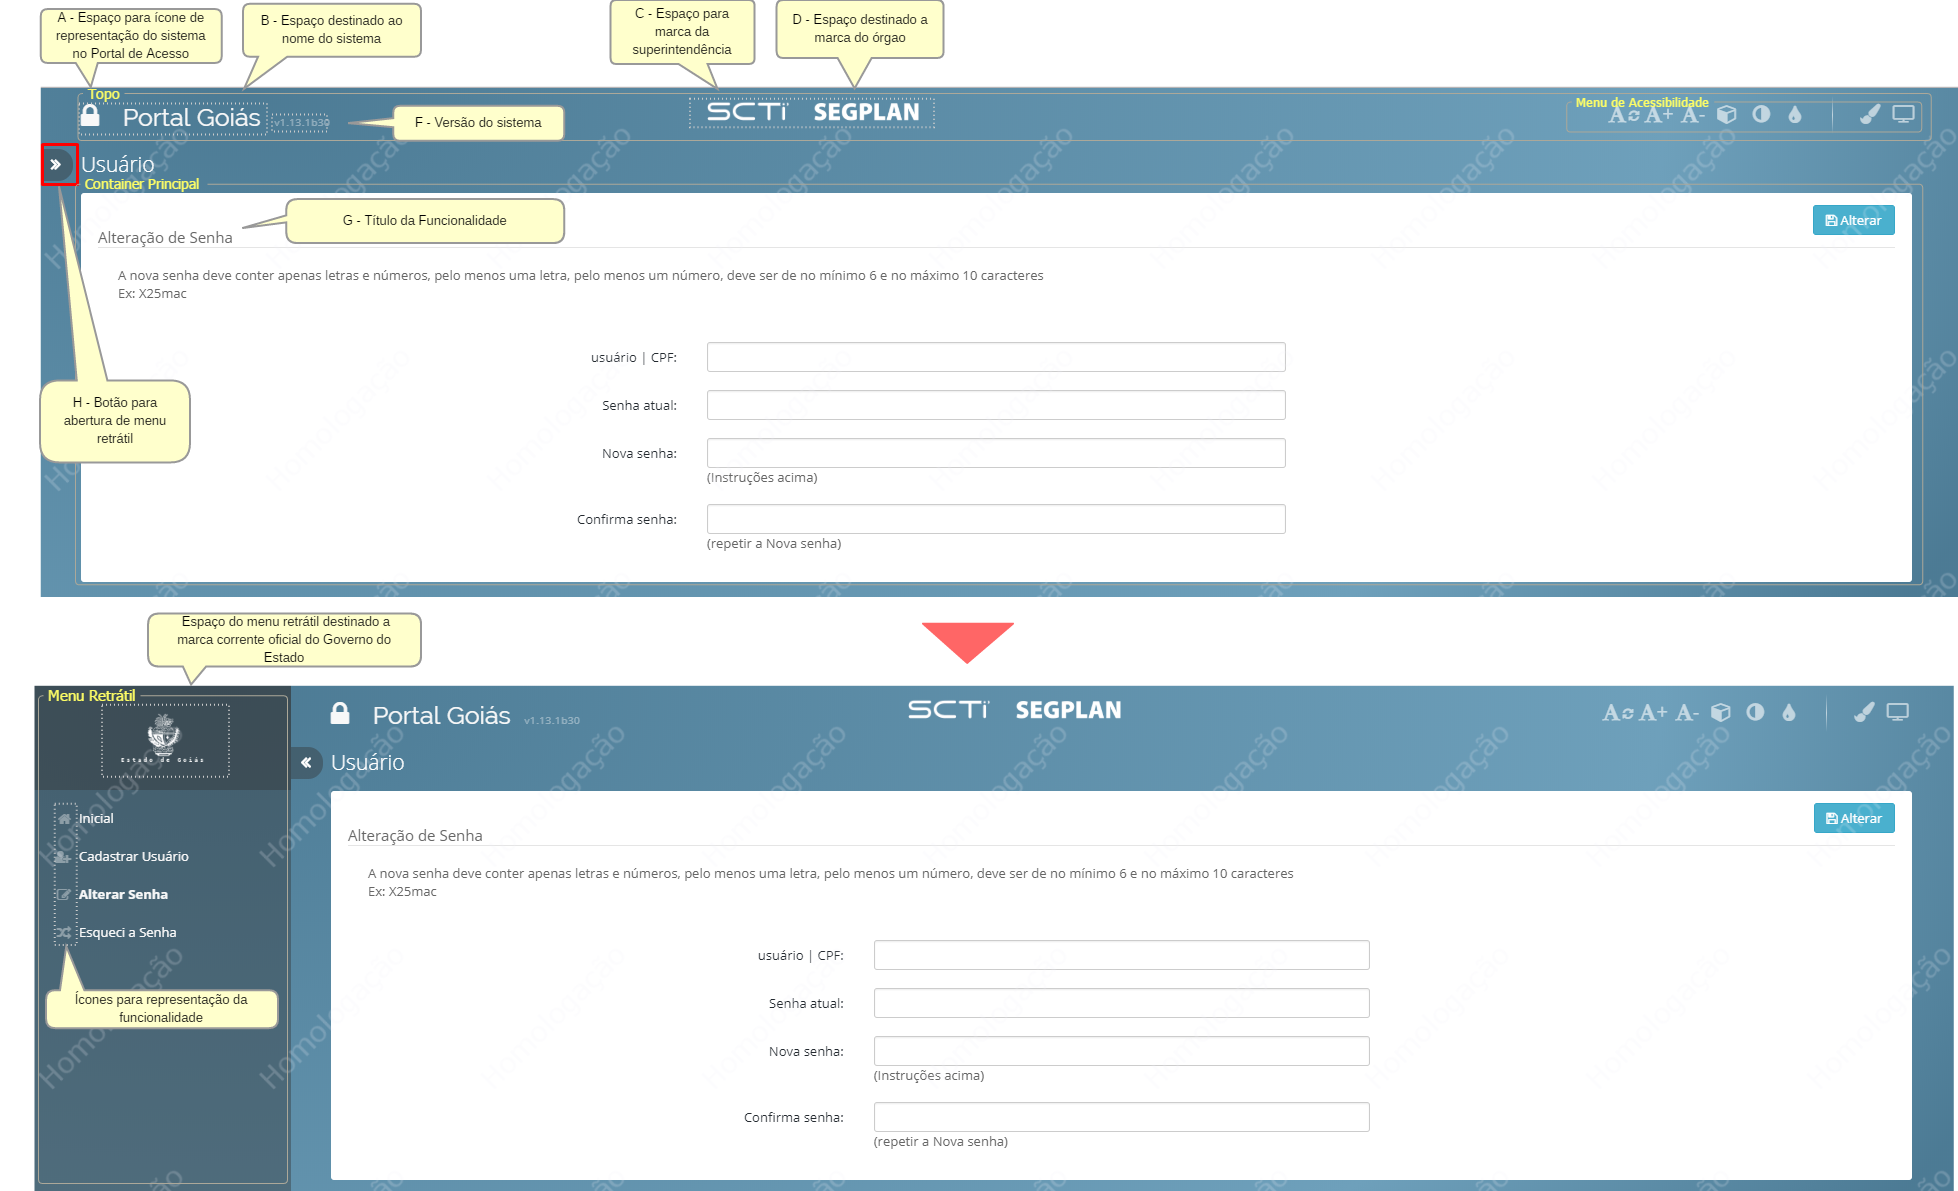 A - Espaço para ícone de
representação do sistema
no Portal de Acesso
B - Espaço destinado ao
nome do sistema
C - Espaço para
marca da
superintendência
D - Espaço destinado a
marca do órgao
Topo
Portal Goiás
v1.13.1b30
F - Versão do sistema
SCTi SEGPLAN
Menu de Acessibilidade
A A+ A-
Usuário
Container Principal
G - Título da Funcionalidade
Alteração de Senha
Alterar
A nova senha deve conter apenas letras e números, pelo menos uma letra, pelo menos um número, deve ser de no mínimo 6 e no máximo 10 caracteres
Ex: X25mac
usuário | CPF:
Senha atual:
Nova senha:
(Instruções acima)
Confirma senha:
(repetir a Nova senha)
H - Botão para
abertura de menu
retrátil
Homologação
Espaço do menu retrátil destinado a
marca corrente oficial do Governo do
Estado
Menu Retrátil
Estado de Goiás
Inicial
Cadastrar Usuário
Alterar Senha
Esqueci a Senha
Ícones para representação da
funcionalidade
Portal Goiás v1.13.1b30
SCTi SEGPLAN
A A+ A-
Usuário
Alteração de Senha
Alterar
A nova senha deve conter apenas letras e números, pelo menos uma letra, pelo menos um número, deve ser de no mínimo 6 e no máximo 10 caracteres
Ex: X25mac
usuário | CPF:
Senha atual:
Nova senha:
(Instruções acima)
Confirma senha:
(repetir a Nova senha)
Homologação